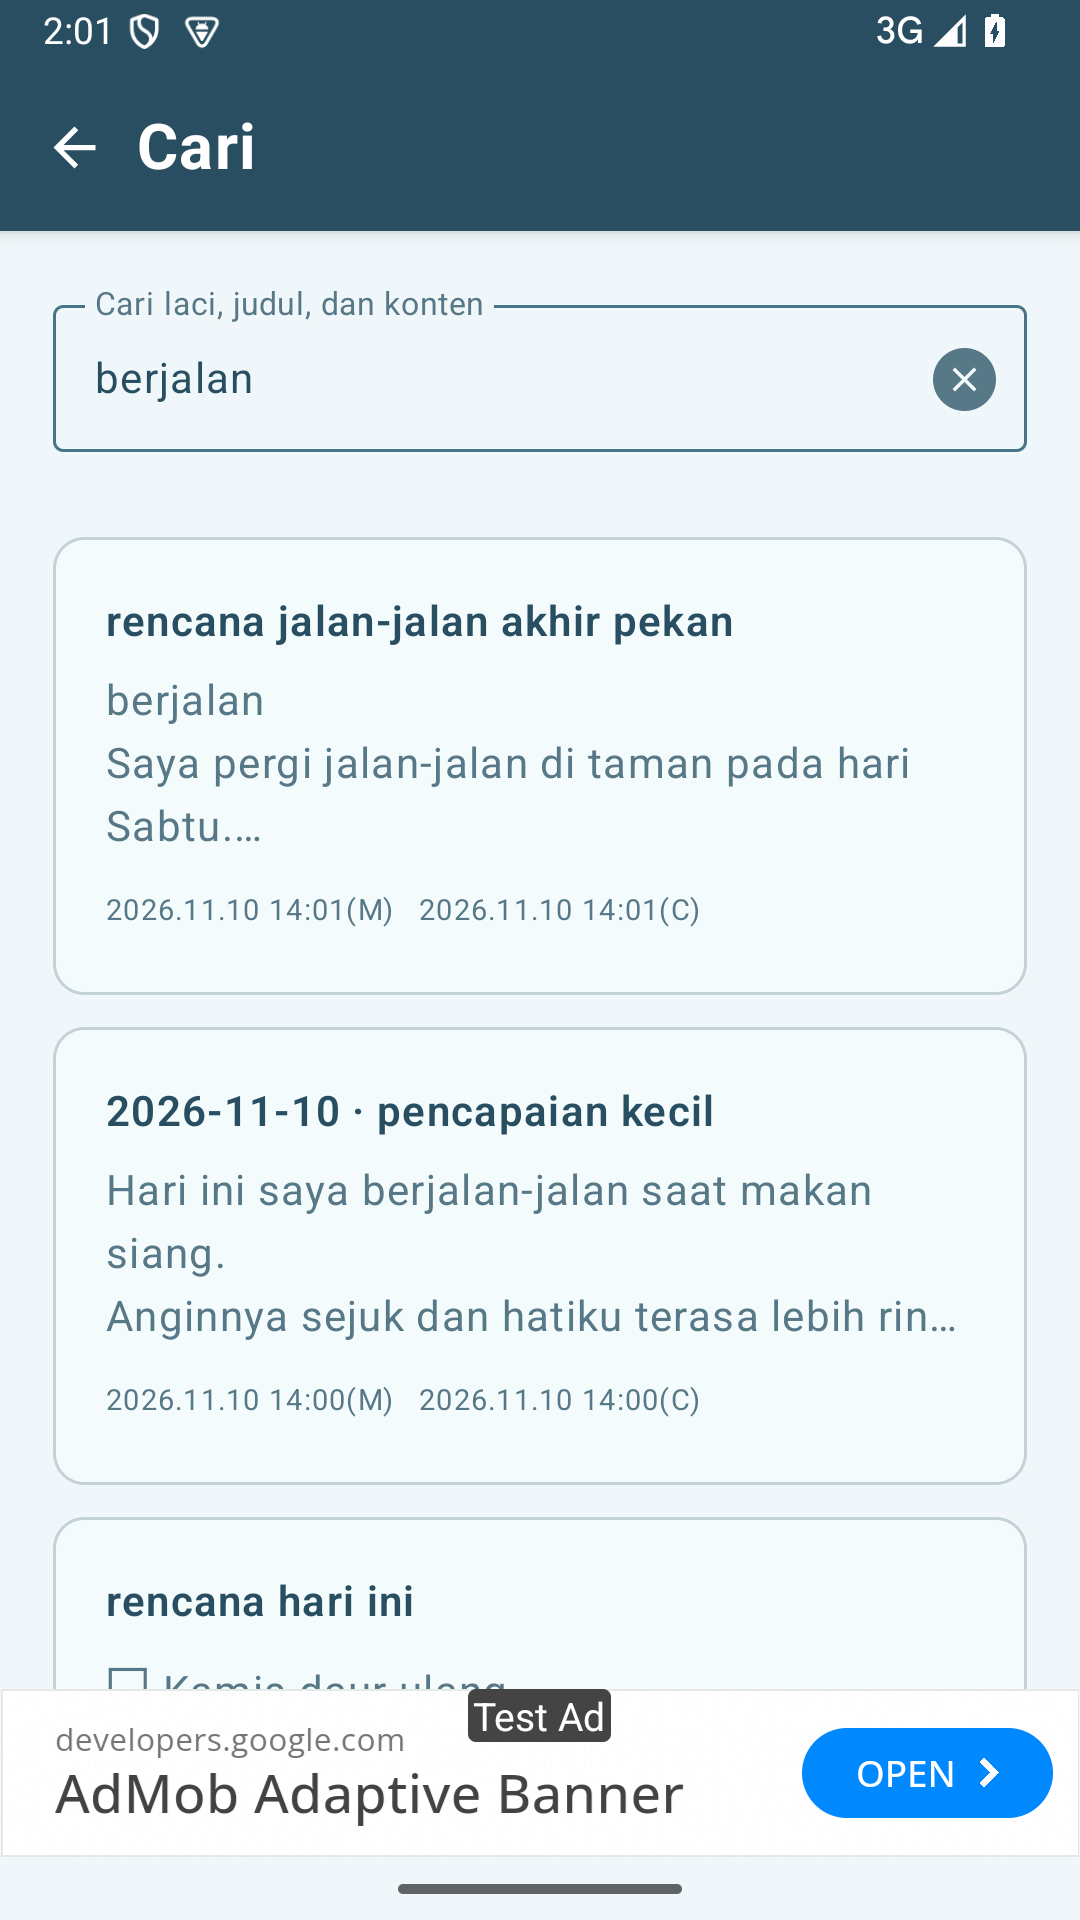 2:01
3G
Cari
Cari laci, judul, dan konten
berjalan
rencana jalan-jalan akhir pekan
berjalan
Saya pergi jalan-jalan di taman pada hari
Sabtu.…
2026.11.10 14:01(M) 2026.11.10 14:01(C)
2026-11-10 · pencapaian kecil
Hari ini saya berjalan-jalan saat makan
siang.
Anginnya sejuk dan hatiku terasa lebih rin…
2026.11.10 14:00(M) 2026.11.10 14:00(C)
rencana hari ini
Kamis daur ulang
Test Ad
developers.google.com
AdMob Adaptive Banner
OPEN